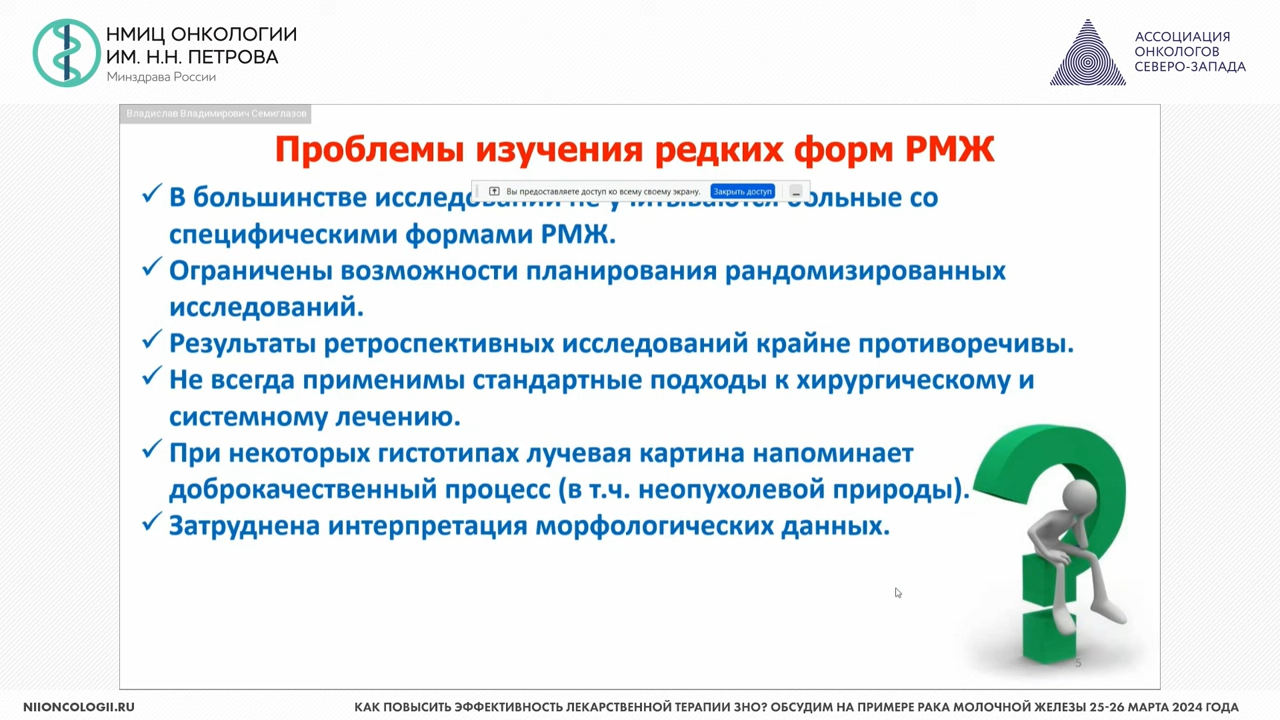 НМИЦ ОНКОЛОГИИ
ИМ. Н.Н. ПЕТРОВА
Минздрава России
АССОЦИАЦИЯ
ОНКОЛОГОВ
СЕВЕРО-ЗАПАДА
Владислав Владимирович Семиглазов
Проблемы изучения редких форм РМЖ
Вы предоставляете доступ ко всему своему экрану. Закрыть доступ
✓ В большинстве исследований не учитываются больные со
специфическими формами РМЖ.
✓ Ограничены возможности планирования рандомизированных
исследований.
✓ Результаты ретроспективных исследований крайне противоречивы.
✓ Не всегда применимы стандартные подходы к хирургическому и
системному лечению.
✓ При некоторых гистотипах лучевая картина напоминает
доброкачественный процесс (в т.ч. неопухолевой природы).
✓ Затруднена интерпретация морфологических данных.
5
NIIONCOLOGII.RU
КАК ПОВЫСИТЬ ЭФФЕКТИВНОСТЬ ЛЕКАРСТВЕННОЙ ТЕРАПИИ ЗНО? ОБСУДИМ НА ПРИМЕРЕ РАКА МОЛОЧНОЙ ЖЕЛЕЗЫ 25-26 МАРТА 2024 ГОДА